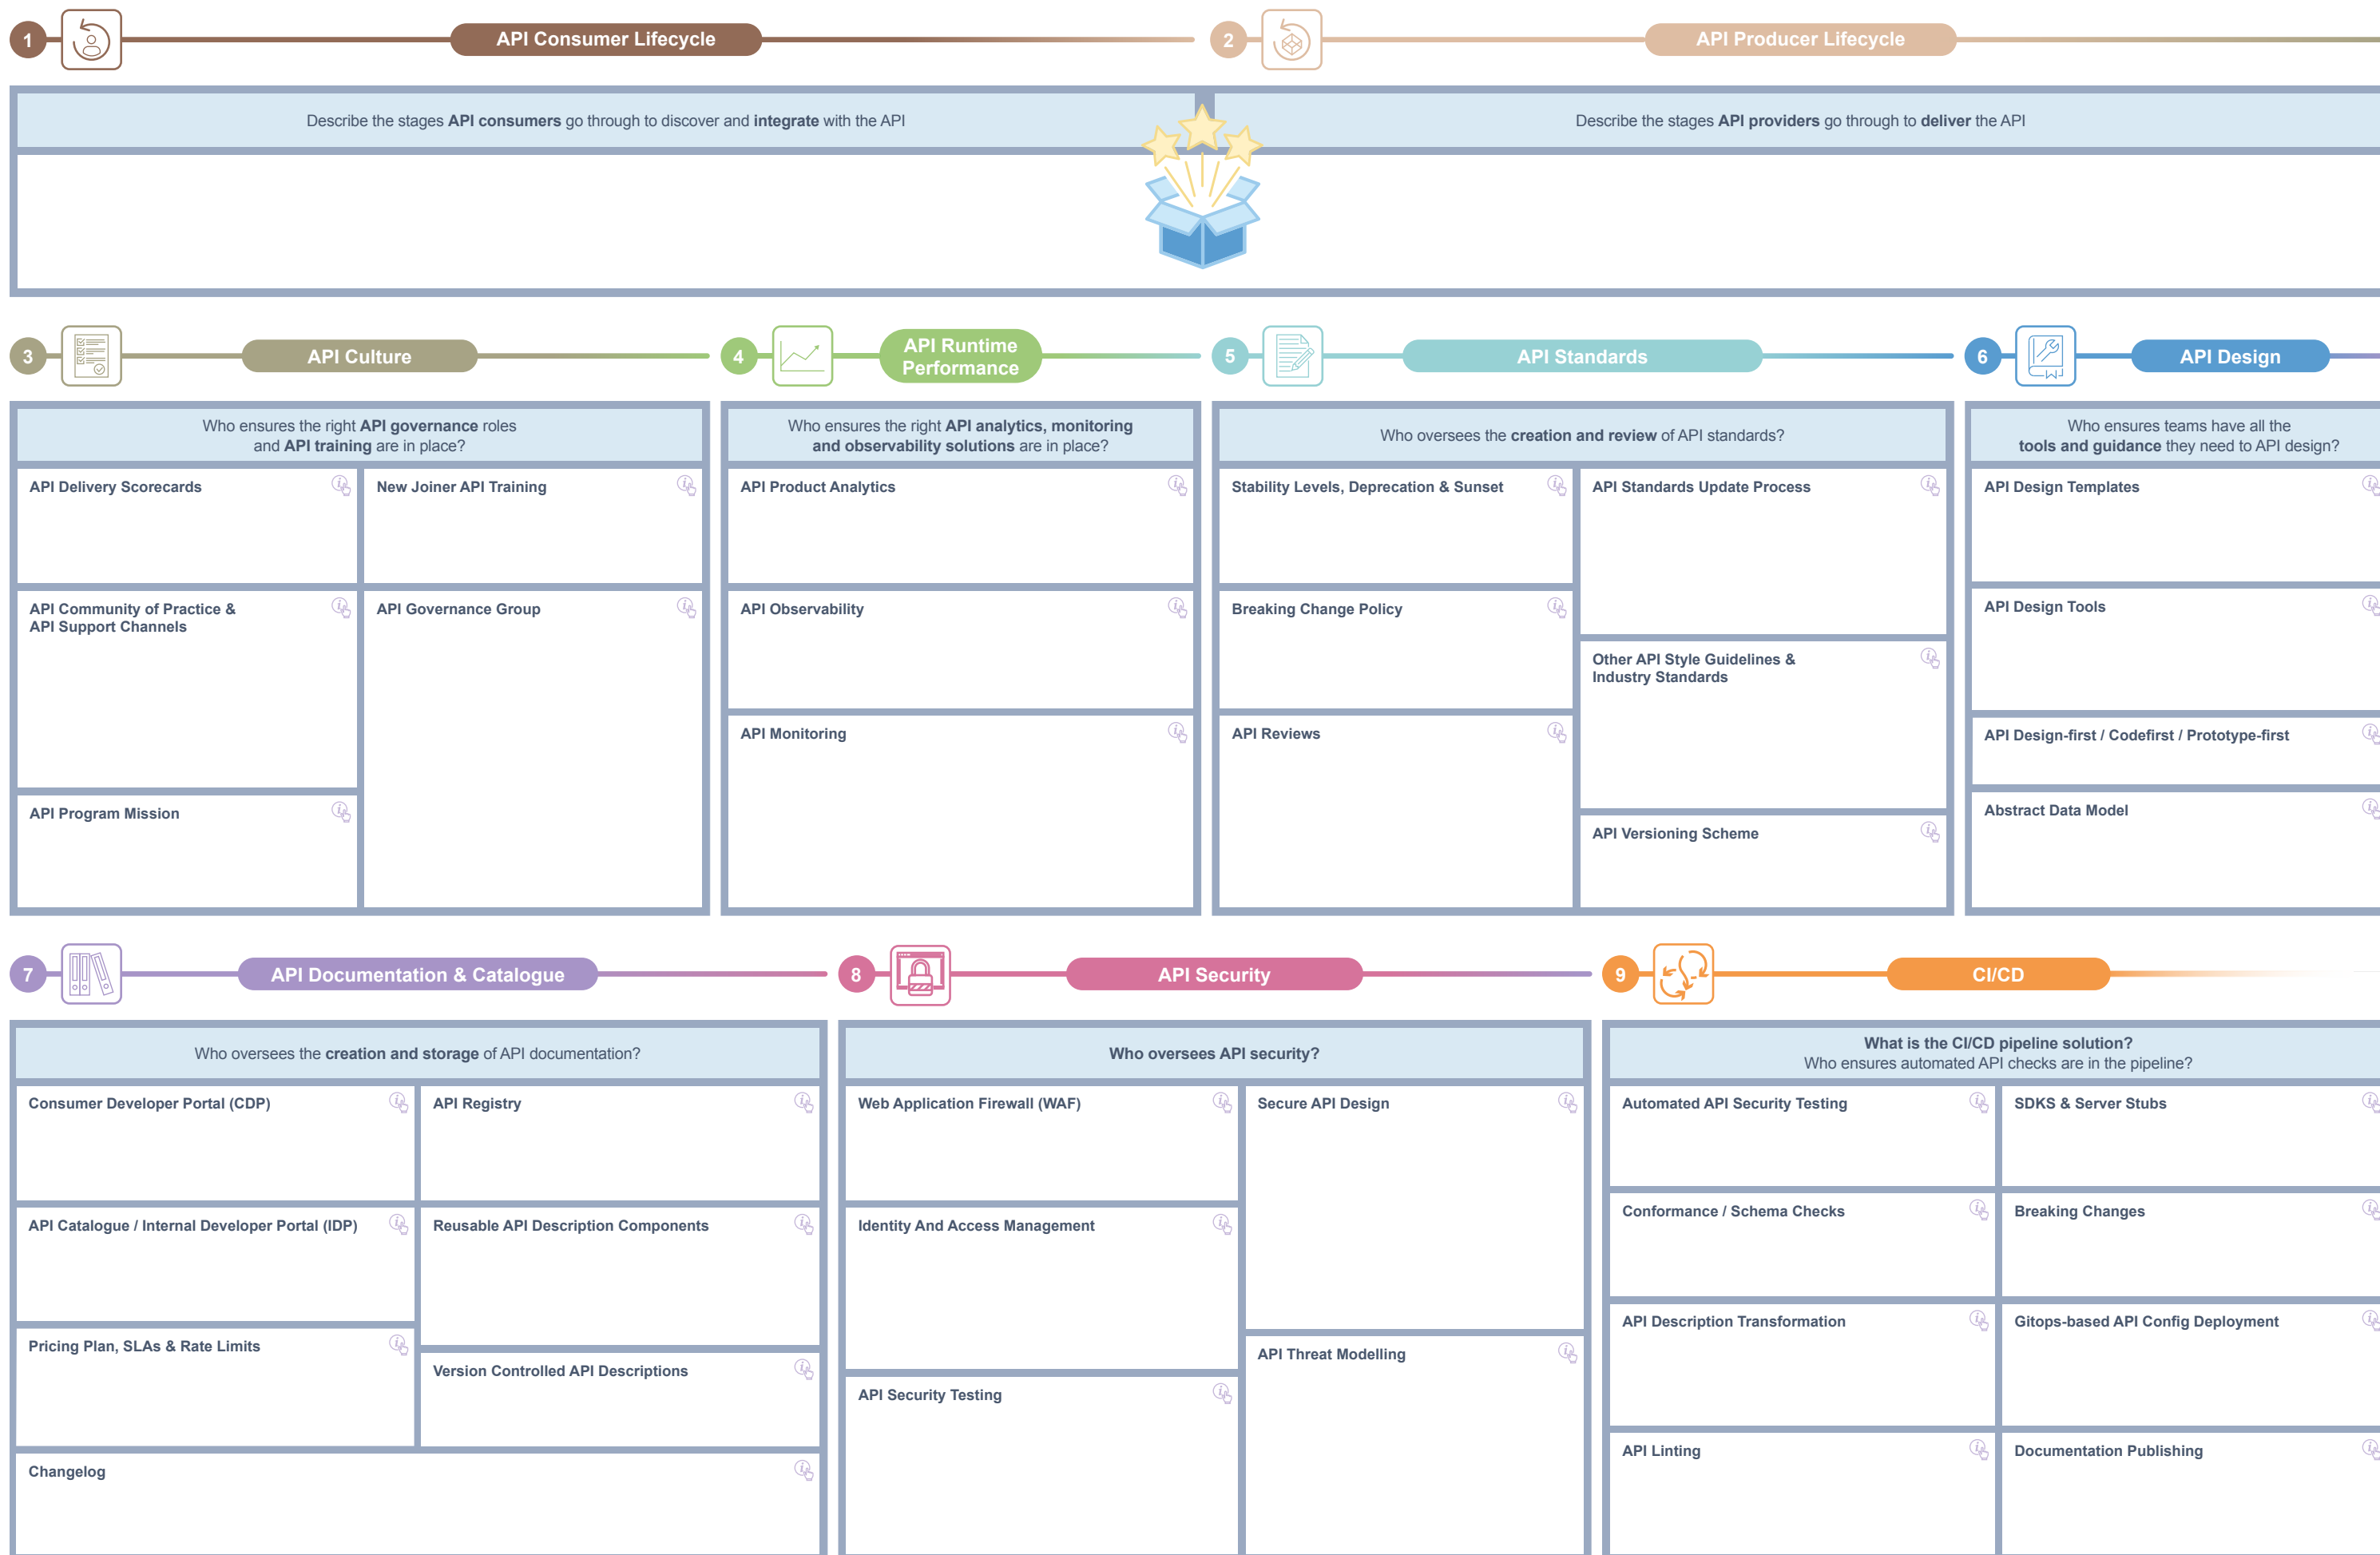 1
API Consumer Lifecycle
2
API Producer Lifecycle
Describe the stages API consumers go through to discover and integrate with the API
Describe the stages API providers go through to deliver the API
3
API Culture
4
API Runtime
Performance
5
API Standards
6
API Design
Who ensures the right API governance roles
and API training are in place?
API Delivery Scorecards
New Joiner API Training
API Community of Practice &
API Support Channels
API Governance Group
API Program Mission
Who ensures the right API analytics, monitoring
and observability solutions are in place?
API Product Analytics
API Observability
API Monitoring
Who oversees the creation and review of API standards?
Stability Levels, Deprecation & Sunset
API Standards Update Process
Breaking Change Policy
Other API Style Guidelines &
Industry Standards
API Reviews
API Versioning Scheme
Who ensures teams have all the
tools and guidance they need to API design?
API Design Templates
API Design Tools
API Design-first / Codefirst / Prototype-first
Abstract Data Model
7
API Documentation & Catalogue
8
API Security
9
CI/CD
Who oversees the creation and storage of API documentation?
Consumer Developer Portal (CDP)
API Registry
API Catalogue / Internal Developer Portal (IDP)
Reusable API Description Components
Pricing Plan, SLAs & Rate Limits
Version Controlled API Descriptions
Changelog
Who oversees API security?
Web Application Firewall (WAF)
Secure API Design
Identity And Access Management
API Threat Modelling
API Security Testing
What is the CI/CD pipeline solution?
Who ensures automated API checks are in the pipeline?
Automated API Security Testing
SDKS & Server Stubs
Conformance / Schema Checks
Breaking Changes
API Description Transformation
Gitops-based API Config Deployment
API Linting
Documentation Publishing